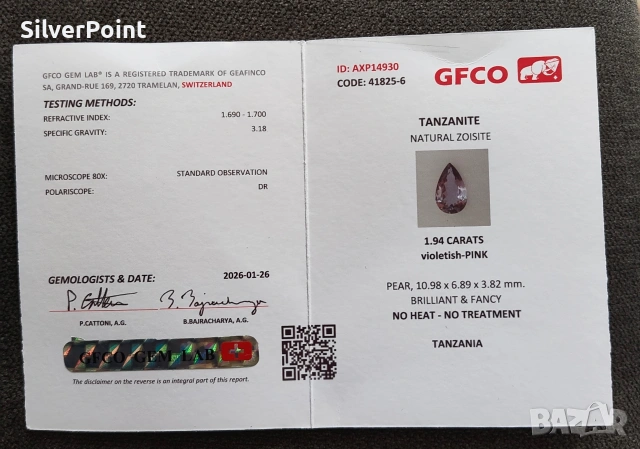 SilverPoint
GFCO GEM LAB® IS A REGISTERED TRADEMARK OF GEAFINCO
SA, GRAND-RUE 169, 2720 TRAMELAN, SWITZERLAND
TESTING METHODS:
REFRACTIVE INDEX: 1.690 - 1.700
SPECIFIC GRAVITY: 3.18
MICROSCOPE 80X: STANDARD OBSERVATION
POLARISCOPE: DR
GEMOLOGISTS & DATE: 2026-01-26
P. Cattoni B. Bajracharya
P.CATTONI, A.G. B.BAJRACHARYA, A.G.
GFCO GEM LAB
The disclaimer on the reverse is an integral part of this report.
ID: AXP14930
CODE: 41825-6
GFCO
TANZANITE
NATURAL ZOISITE
1.94 CARATS
violetish-PINK
PEAR, 10.98 x 6.89 x 3.82 mm.
BRILLIANT & FANCY
NO HEAT - NO TREATMENT
TANZANIA
BAZAR
bg